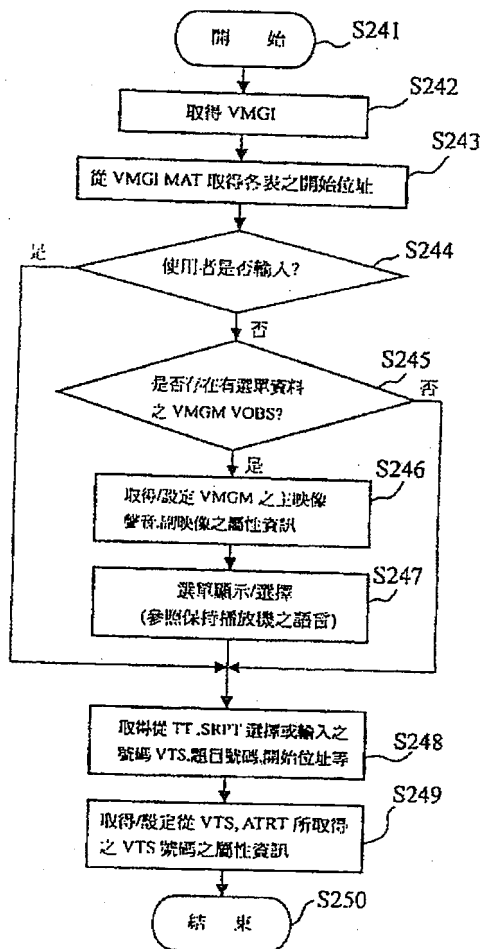 開 始
S241
S242
取得 VMGI
S243
從 VMGI MAT 取得各表之開始位址
S244
是
使用者是否輸入?
否
S245
是否存在有選單資料
之 VMGM VOBS?
否
是
S246
取得/設定 VMGM 之主映像
聲音.副映像之屬性資訊
S247
選單顯示/選擇
(參照保持播放機之語言)
取得從 TT_SRPT 選擇或輸入之
號碼 VTS.題目號碼.開始位址等
S248
S249
取得/設定從 VTS, ATRT 所取得
之 VTS 號碼之屬性資訊
S250
結 束